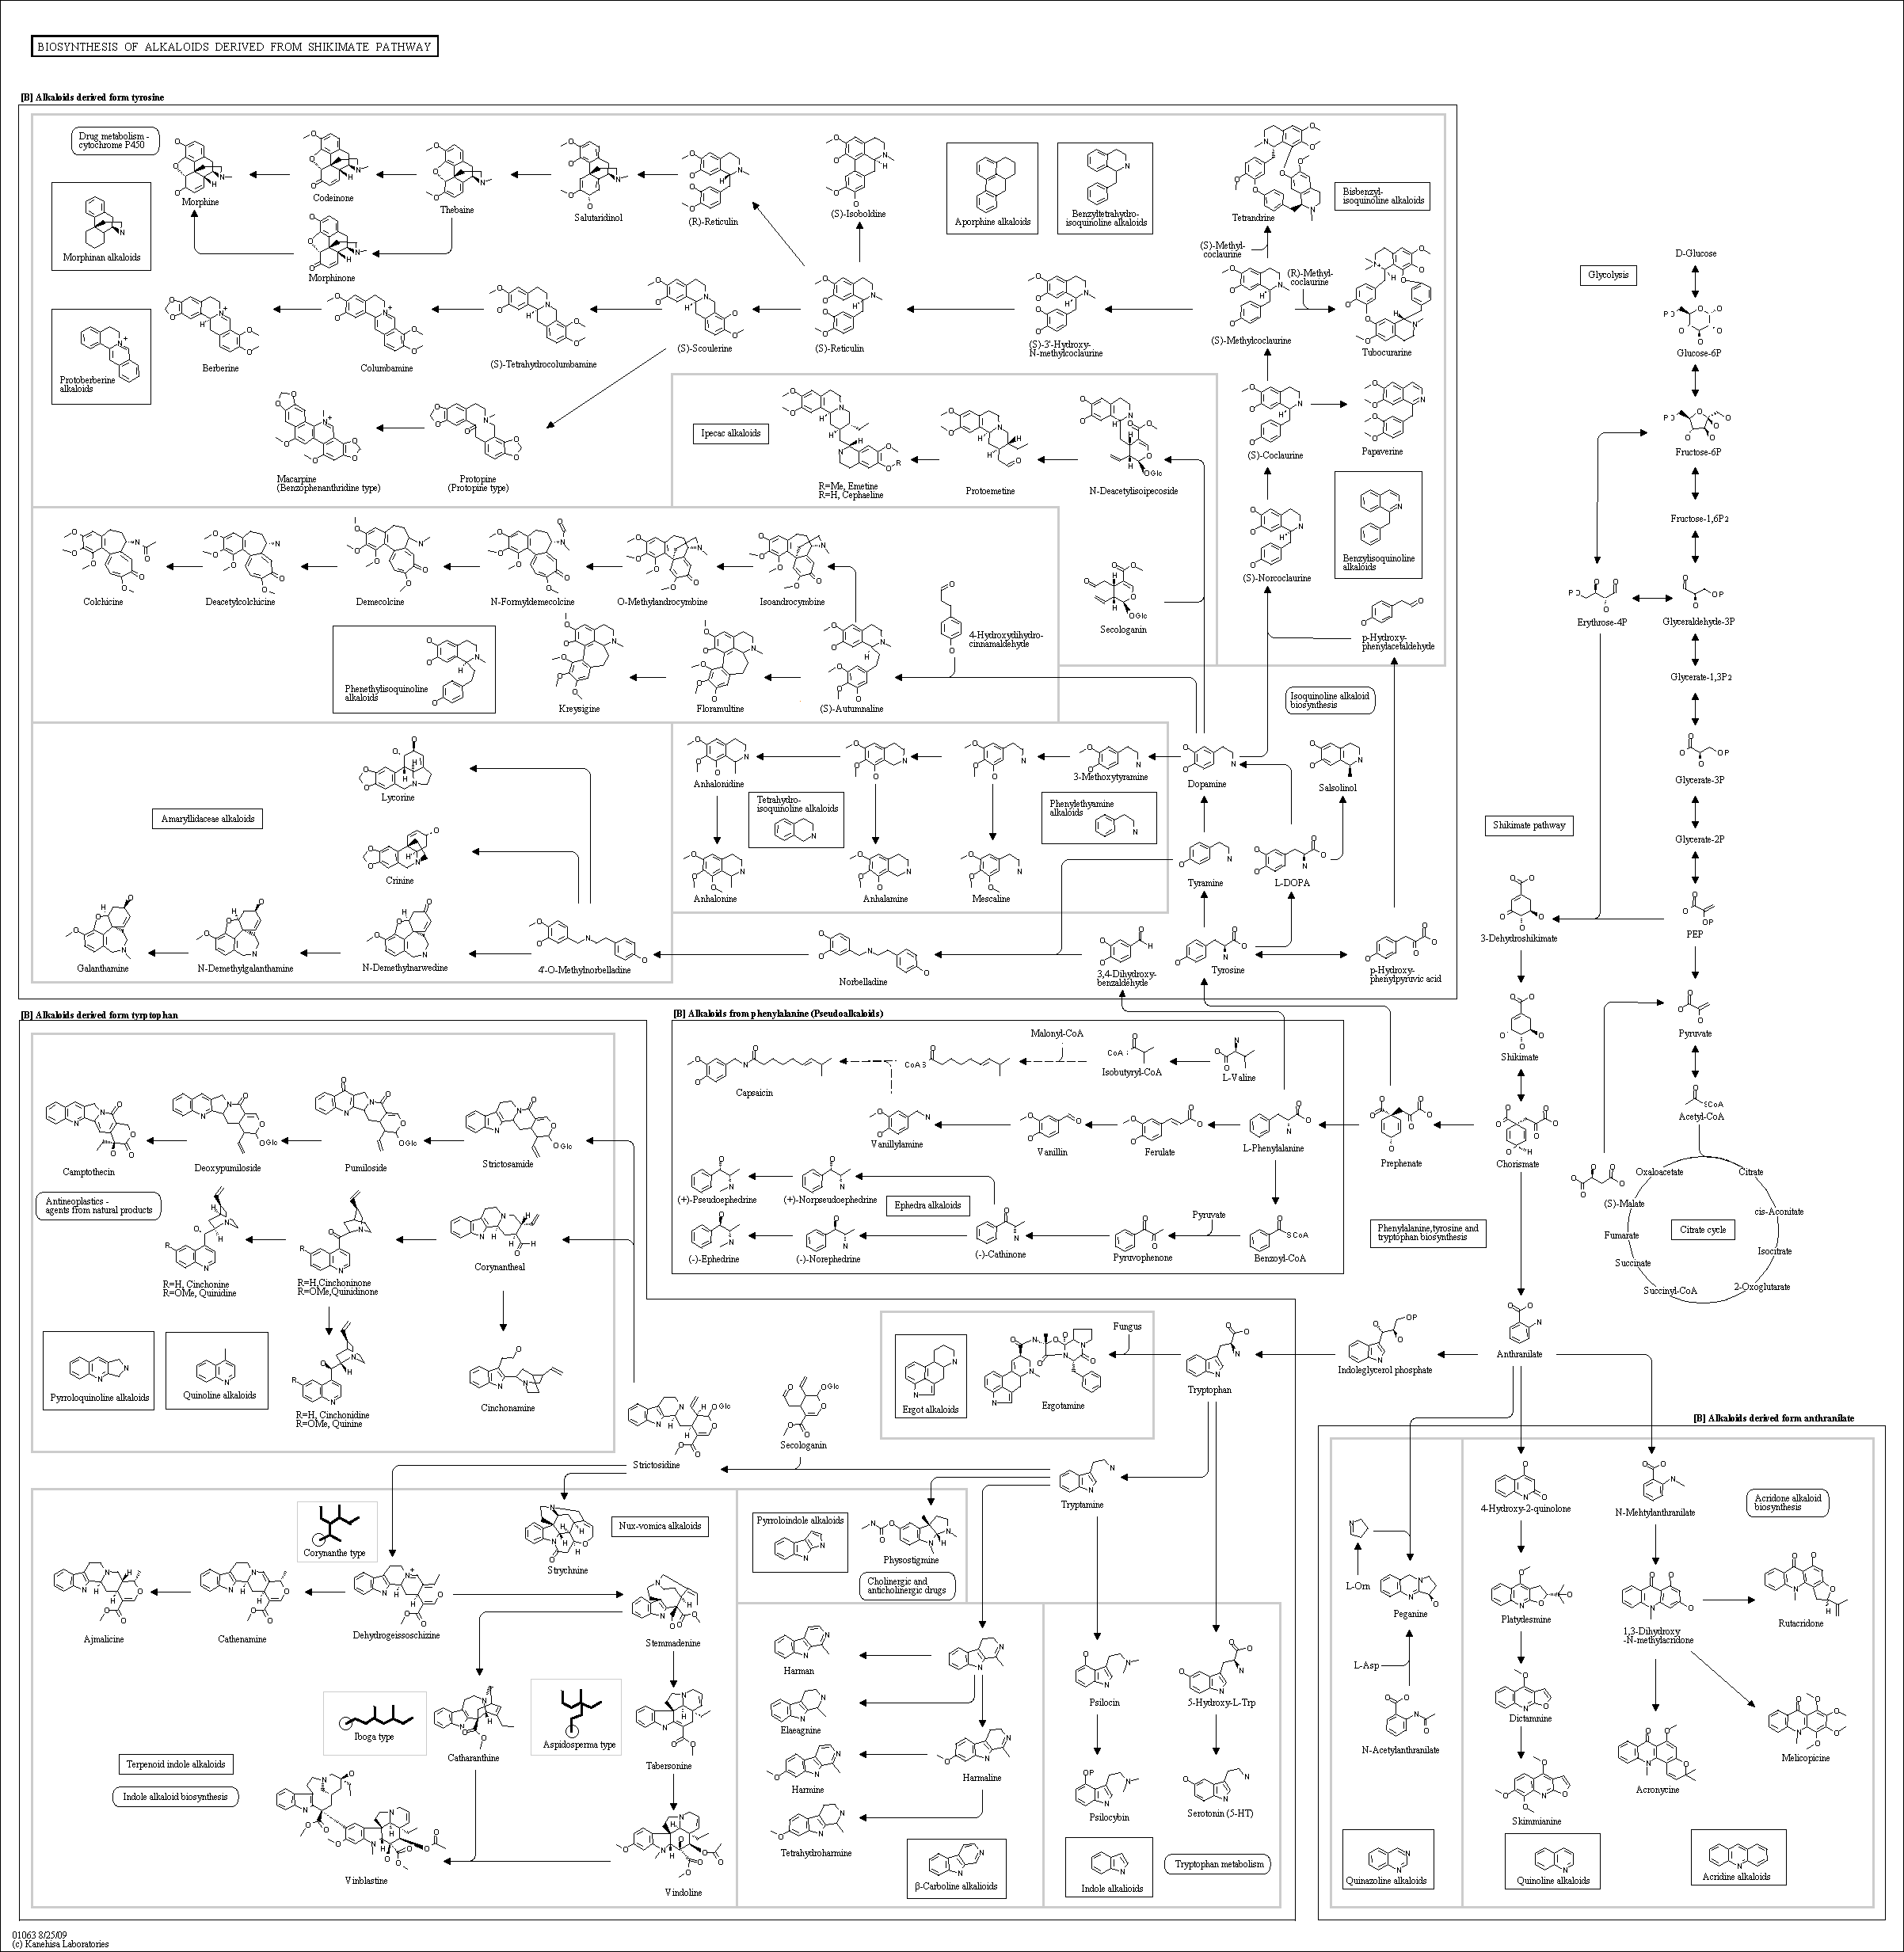 BIOSYNTHESIS OF ALKALOIDS DERIVED FROM SHIKIMATE PATHWAY
[B] Alkaloids derived form tyrosine
Drug metabolism -
cytochrome P450
Morphine
Codeinone
Thebaine
Salutaridinol
(R)-Reticulin
(S)-Isoboldine
Aporphine alkaloids
Benzyltetrahydro-
isoquinoline alkaloids
Tetrandrine
Bisbenzyl-
isoquinoline alkaloids
Morphinan alkaloids
Morphinone
(S)-Methyl-
coclaurine
(R)-Methyl-
coclaurine
Protoberberine
alkaloids
Berberine
Columbamine
(S)-Tetrahydrocolumbamine
(S)-Scoulerine
(S)-Reticulin
(S)-3'-Hydroxy-
N-methylcoclaurine
(S)-Methylcoclaurine
Tubocurarine
Macarpine
(Benzophenanthridine type)
Protopine
(Protopine type)
Ipecac alkaloids
R=Me, Emetine
R=H, Cephaeline
Protoemetine
N-Deacetylisoipecoside
(S)-Coclaurine
Papaverine
Colchicine
Deacetylcolchicine
Demecolcine
N-Formyldemecolcine
O-Methylandrocymbine
Isoandrocymbine
4-Hydroxydihydro-
cinnamaldehyde
Secologanin
(S)-Norcoclaurine
Benzylisoquinoline
alkaloids
p-Hydroxy-
phenylacetaldehyde
Phenethylisoquinoline
alkaloids
Kreysigine
Floramultine
(S)-Autumnaline
Isoquinoline alkaloid
biosynthesis
Lycorine
Amaryllidaceae alkaloids
Crinine
Anhalonidine
3-Methoxytyramine
Dopamine
Salsolinol
Tetrahydro-
isoquinoline alkaloids
Phenylethyamine
alkaloids
Anhalonine
Anhalamine
Mescaline
Tyramine
L-DOPA
Galanthamine
N-Demethylgalanthamine
N-Demethylnarwedine
4'-O-Methylnorbelladine
Norbelladine
3,4-Dihydroxy-
benzaldehyde
Tyrosine
p-Hydroxy-
phenylpyruvic acid
Glycolysis
D-Glucose
Glucose-6P
Fructose-6P
Fructose-1,6P2
Erythrose-4P
Glyceraldehyde-3P
Glycerate-1,3P2
Glycerate-3P
Shikimate pathway
Glycerate-2P
3-Dehydroshikimate
PEP
Shikimate
Pyruvate
Acetyl-CoA
Chorismate
Prephenate
Oxaloacetate
Citrate
(S)-Malate
cis-Aconitate
Fumarate
Citrate cycle
Isocitrate
Succinate
2-Oxoglutarate
Succinyl-CoA
Phenylalanine,tyrosine and
tryptophan biosynthesis
[B] Alkaloids derived form tyrptophan
Camptothecin
Deoxypumiloside
Pumiloside
Strictosamide
Antineoplastics -
agents from natural products
R=H, Cinchonine
R=OMe, Quinidine
R=H,Cinchoninone
R=OMe,Quinidinone
Corynantheal
Pyrroloquinoline alkaloids
Quinoline alkaloids
R=H, Cinchonidine
R=OMe, Quinine
Cinchonamine
[B] Alkaloids from phenylalanine (Pseudoalkaloids)
Capsaicin
Malonyl-CoA
Isobutyryl-CoA
L-Valine
Vanillylamine
Vanillin
Ferulate
L-Phenylalanine
(+)-Pseudoephedrine
(+)-Norpseudoephedrine
Ephedra alkaloids
(-)-Ephedrine
(-)-Norephedrine
(-)-Cathinone
Pyruvophenone
Pyruvate
Benzoyl-CoA
Ergot alkaloids
Ergotamine
Fungus
Tryptophan
Indoleglycerol phosphate
Anthranilate
Strictosidine
Secologanin
Tryptamine
Corynanthe type
Strychnine
Nux-vomica alkaloids
Pyrroloindole alkaloids
Physostigmine
Cholinergic and
anticholinergic drugs
Ajmalicine
Cathenamine
Dehydrogeissoschizine
Stemmadenine
Iboga type
Catharanthine
Aspidosperma type
Tabersonine
Terpenoid indole alkaloids
Indole alkaloid biosynthesis
Vinblastine
Vindoline
Harman
Elaeagnine
Harmine
Harmaline
Tetrahydroharmine
β-Carboline alkalioids
Psilocin
5-Hydroxy-L-Trp
Psilocybin
Serotonin (5-HT)
Indole alkalioids
Tryptophan metabolism
[B] Alkaloids derived form anthranilate
4-Hydroxy-2-quinolone
N-Mehtylanthranilate
Acridone alkaloid
biosynthesis
L-Orn
Peganine
Platydesmine
1,3-Dihydroxy
-N-methylacridone
Rutacridone
L-Asp
Dictamnine
N-Acetylanthranilate
Melicopicine
Acronycine
Skimmianine
Quinazoline alkaloids
Quinoline alkaloids
Acridine alkaloids
01063 8/25/09
(c) Kanehisa Laboratories